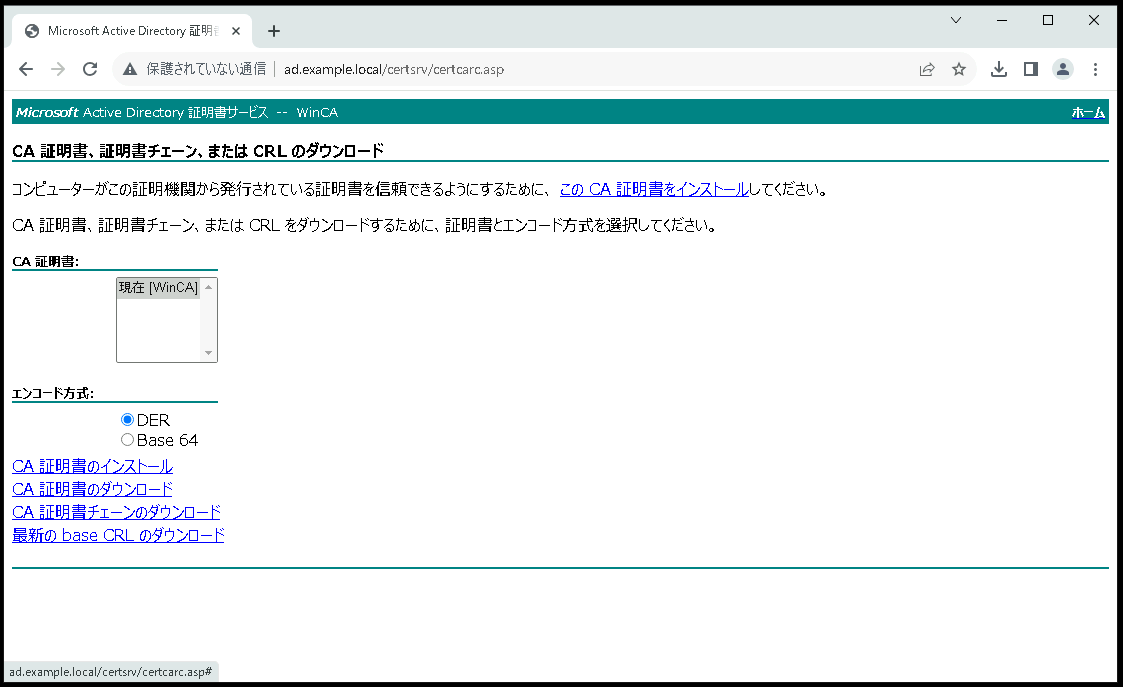 Microsoft Active Directory 証明書
保護されていない通信 ad.example.local/certsrv/certcarc.asp
Microsoft Active Directory 証明書サービス -- WinCA ホーム
CA 証明書、証明書チェーン、または CRL のダウンロード
コンピューターがこの証明機関から発行されている証明書を信頼できるようにするために、 この CA 証明書をインストールしてください。
CA 証明書、証明書チェーン、または CRL をダウンロードするために、証明書とエンコード方式を選択してください。
CA 証明書:
現在 [WinCA]
エンコード方式:
DER
Base 64
CA 証明書のインストール
CA 証明書のダウンロード
CA 証明書チェーンのダウンロード
最新の base CRL のダウンロード
ad.example.local/certsrv/certcarc.asp#